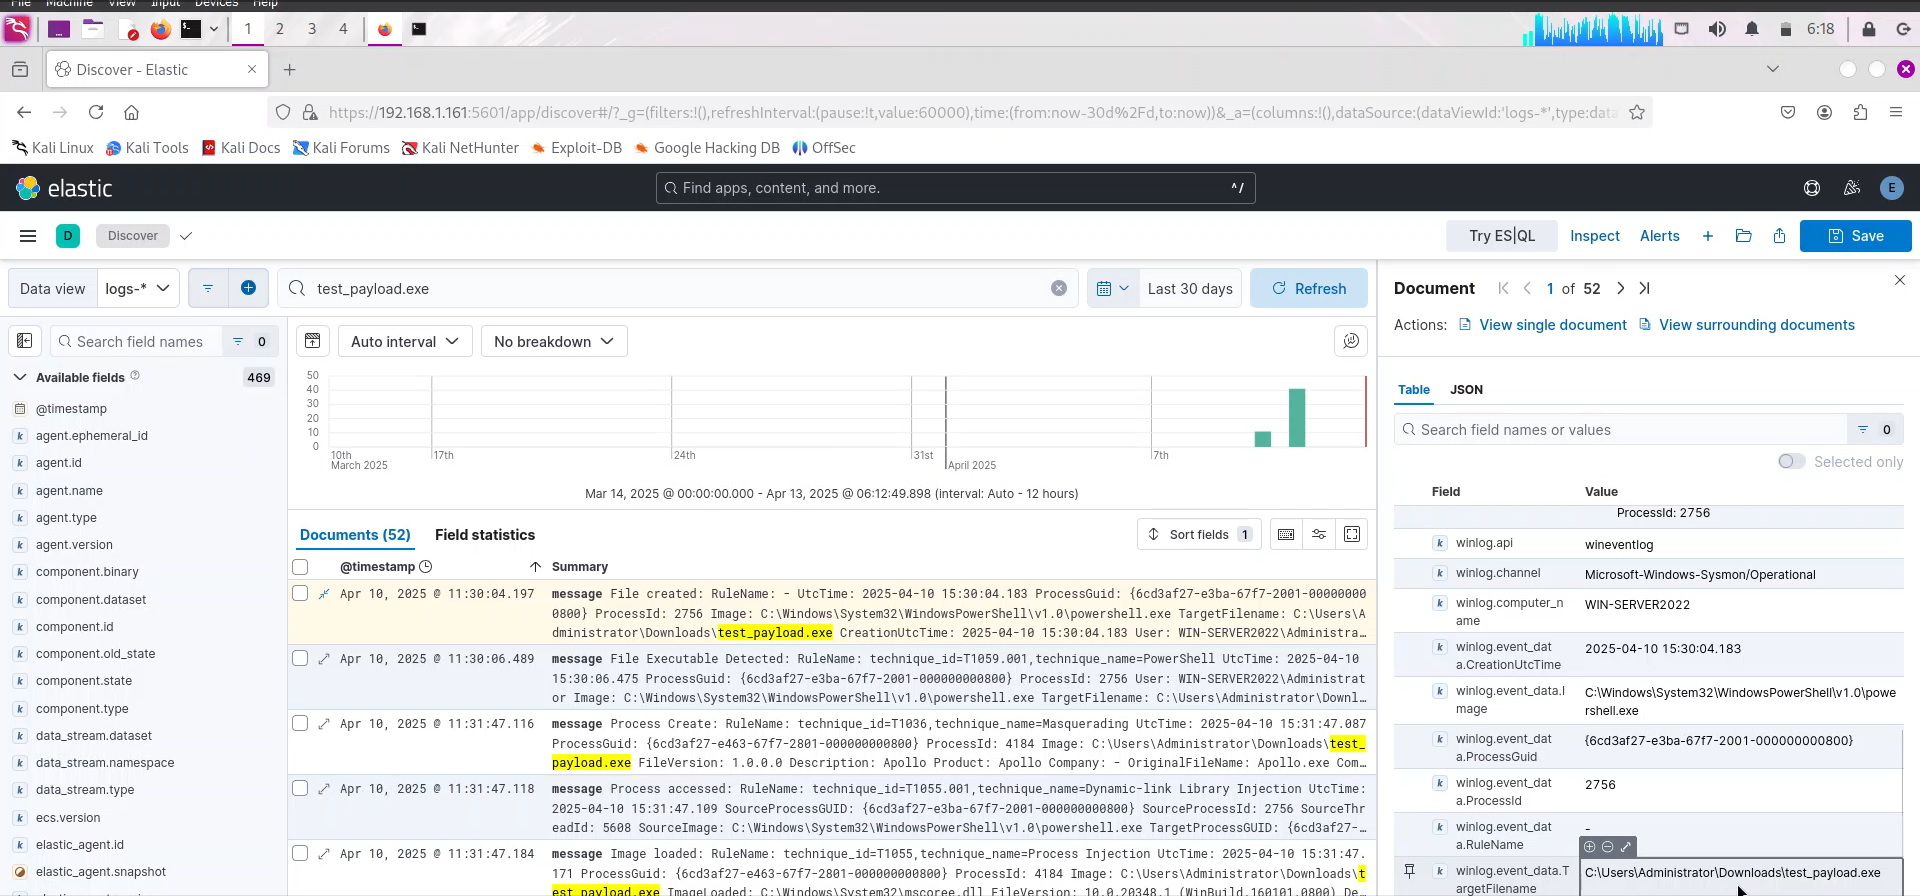 File Machine View Input Devices Help
1 2 3 4
6:18
Discover - Elastic
https://192.168.1.161:5601/app/discover#/?_g=(filters:!(),refreshInterval:(pause:!t,value:60000),time:(from:now-30d%2Fd,to:now))&_a=(columns:!(),dataSource:(dataViewId:'logs-*',type:data
Kali Linux Kali Tools Kali Docs Kali Forums Kali NetHunter Exploit-DB Google Hacking DB OffSec
elastic
Find apps, content, and more. ^/
E
D Discover
Try ES|QL Inspect Alerts Save
Data view logs-* test_payload.exe Last 30 days Refresh
Search field names 0
Available fields 469
@timestamp
agent.ephemeral_id
agent.id
agent.name
agent.type
agent.version
component.binary
component.dataset
component.id
component.old_state
component.state
component.type
data_stream.dataset
data_stream.namespace
data_stream.type
ecs.version
elastic_agent.id
elastic_agent.snapshot
Auto interval No breakdown
50
40
30
20
10
0
10th 17th 24th 31st 7th
March 2025 April 2025
Mar 14, 2025 @ 00:00:00.000 - Apr 13, 2025 @ 06:12:49.898 (interval: Auto - 12 hours)
Documents (52) Field statistics Sort fields 1
@timestamp Summary
Apr 10, 2025 @ 11:30:04.197 message File created: RuleName: - UtcTime: 2025-04-10 15:30:04.183 ProcessGuid: {6cd3af27-e3ba-67f7-2001-00000000
0800} ProcessId: 2756 Image: C:\Windows\System32\WindowsPowerShell\v1.0\powershell.exe TargetFilename: C:\Users\A
dministrator\Downloads\test_payload.exe CreationUtcTime: 2025-04-10 15:30:04.183 User: WIN-SERVER2022\Administra…
Apr 10, 2025 @ 11:30:06.489 message File Executable Detected: RuleName: technique_id=T1059.001,technique_name=PowerShell UtcTime: 2025-04-10
15:30:06.475 ProcessGuid: {6cd3af27-e3ba-67f7-2001-000000000800} ProcessId: 2756 User: WIN-SERVER2022\Administrat
or Image: C:\Windows\System32\WindowsPowerShell\v1.0\powershell.exe TargetFilename: C:\Users\Administrator\Downl…
Apr 10, 2025 @ 11:31:47.116 message Process Create: RuleName: technique_id=T1036,technique_name=Masquerading UtcTime: 2025-04-10 15:31:47.087
ProcessGuid: {6cd3af27-e463-67f7-2801-000000000800} ProcessId: 4184 Image: C:\Users\Administrator\Downloads\test_
payload.exe FileVersion: 1.0.0.0 Description: Apollo Product: Apollo Company: - OriginalFileName: Apollo.exe Com…
Apr 10, 2025 @ 11:31:47.118 message Process accessed: RuleName: technique_id=T1055.001,technique_name=Dynamic-link Library Injection UtcTime:
2025-04-10 15:31:47.109 SourceProcessGUID: {6cd3af27-e3ba-67f7-2001-000000000800} SourceProcessId: 2756 SourceThr
eadId: 5608 SourceImage: C:\Windows\System32\WindowsPowerShell\v1.0\powershell.exe TargetProcessGUID: {6cd3af27-…
Apr 10, 2025 @ 11:31:47.184 message Image loaded: RuleName: technique_id=T1055,technique_name=Process Injection UtcTime: 2025-04-10 15:31:47.
171 ProcessGuid: {6cd3af27-e463-67f7-2801-000000000800} ProcessId: 4184 Image: C:\Users\Administrator\Downloads\t
est_payload.exe ImageLoaded: C:\Windows\System32\mscoree.dll FileVersion: 10.0.20348.1 (WinBuild.160101.0800) De…
Document 1 of 52
Actions: View single document View surrounding documents
Table JSON
Search field names or values 0
Selected only
Field Value
ProcessId: 2756
winlog.api wineventlog
winlog.channel Microsoft-Windows-Sysmon/Operational
winlog.computer_n
ame WIN-SERVER2022
winlog.event_dat
a.CreationUtcTime 2025-04-10 15:30:04.183
winlog.event_data.I
mage C:\Windows\System32\WindowsPowerShell\v1.0\powe
rshell.exe
winlog.event_dat
a.ProcessGuid {6cd3af27-e3ba-67f7-2001-000000000800}
winlog.event_dat
a.ProcessId 2756
winlog.event_dat
a.RuleName -
winlog.event_data.T
argetFilename C:\Users\Administrator\Downloads\test_payload.exe